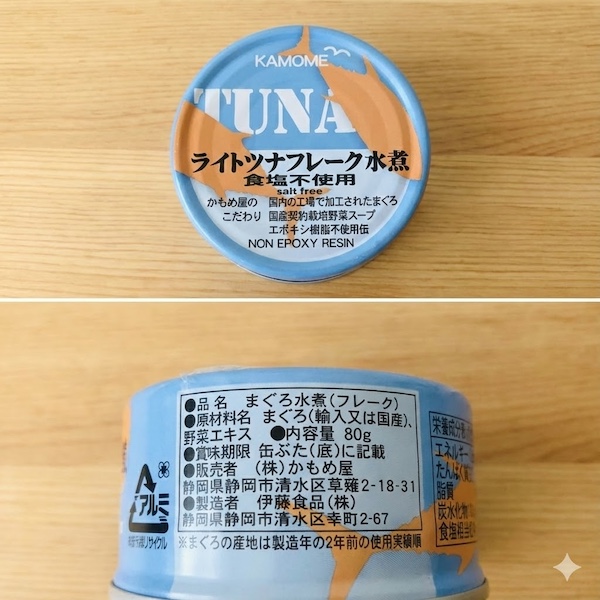 KAMOME
TUNA
ライトツナフレーク水煮
食塩不使用
salt free
かもめ屋の 国内の工場で加工されたまぐろ
こだわり 国産契約栽培野菜スープ
エポキシ樹脂不使用缶
NON EPOXY RESIN
●品 名 まぐろ水煮(フレーク)
●原材料名 まぐろ(輸入又は国産)、
野菜エキス ●内容量 80g
●賞味期限 缶ぶた(底)に記載
●販売者 (株)かもめ屋
静岡県静岡市清水区草薙2-18-31
●製造者 伊藤食品(株)
静岡県静岡市清水区幸町2-67
※まぐろの産地は製造年の2年前の使用実績順
アルミ
栄養成分表
エネルギー
たんぱく質
脂質
炭水化物
食塩相当